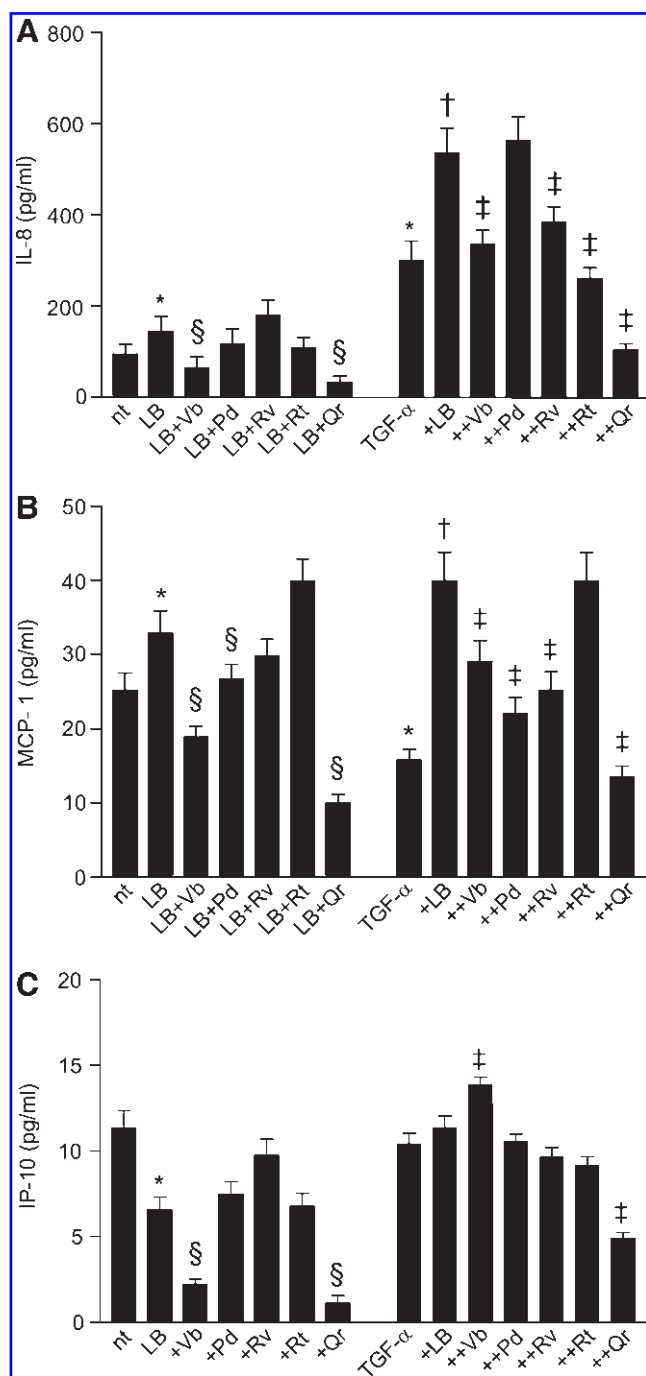 A
800
600
400
200
0
IL-8 (pg/ml)
* § § * † ‡ ‡ ‡ ‡
nt LB LB+Vb LB+Pd LB+Rv LB+Rt LB+Qr TGF-α +LB ++Vb ++Pd ++Rv ++Rt ++Qr
B
50
40
30
20
10
0
MCP- 1 (pg/ml)
* § § § * † ‡ ‡ ‡ ‡
nt LB LB+Vb LB+Pd LB+Rv LB+Rt LB+Qr TGF-α +LB ++Vb ++Pd ++Rv ++Rt ++Qr
C
20
15
10
5
0
IP-10 (pg/ml)
* § § ‡ ‡
nt LB +Vb +Pd +Rv +Rt +Qr TGF-α +LB ++Vb ++Pd ++Rv ++Rt ++Qr